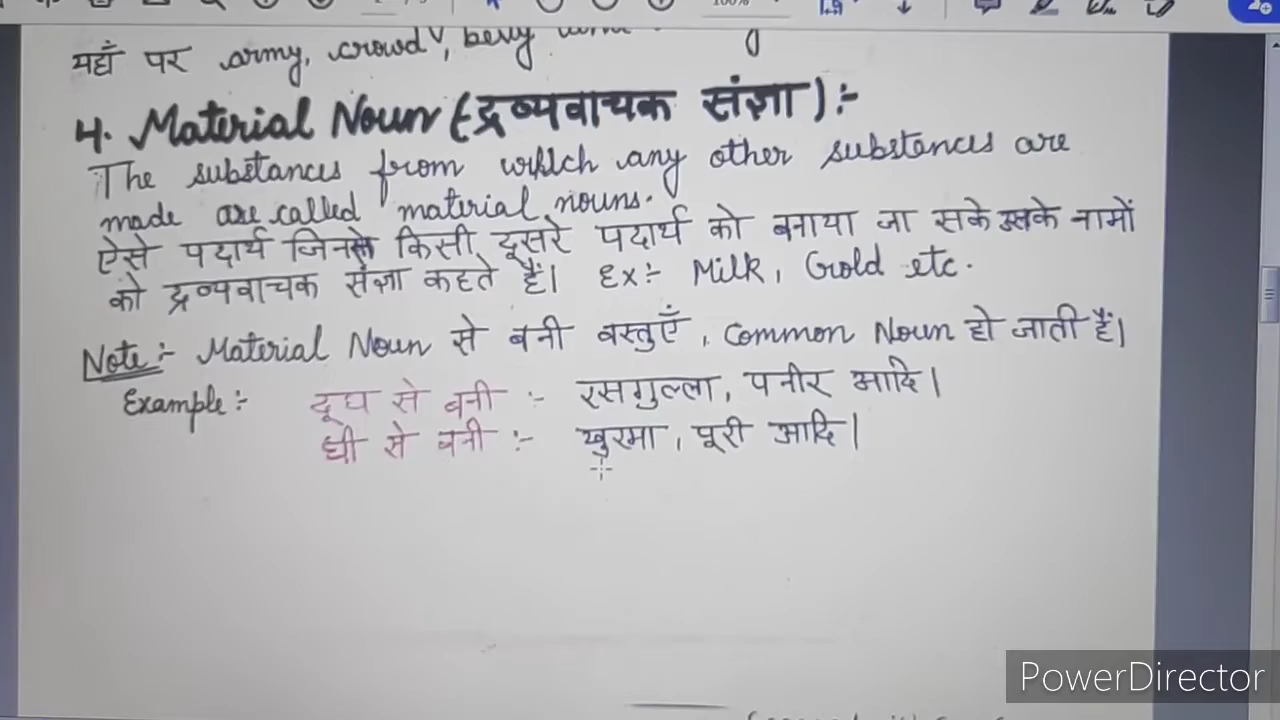 यहाँ पर army, crowd, bevy
4. Material Noun (द्रव्यवाचक संज्ञा) :-
The substances from which any other substences are
made are called material nouns.
ऐसे पदार्थ जिनसे किसी दूसरे पदार्थ को बनाया जा सके उसके नामों
को द्रव्यवाचक संज्ञा कहते हैं। Ex:- Milk, Gold etc.
Note:- Material Noun से बनी वस्तुएँ, Common Noun हो जाती हैं।
Example:- दूध से बनी :- रसगुल्ला, पनीर आदि।
घी से बनी :- खुरमा, पूरी आदि।
PowerDirector